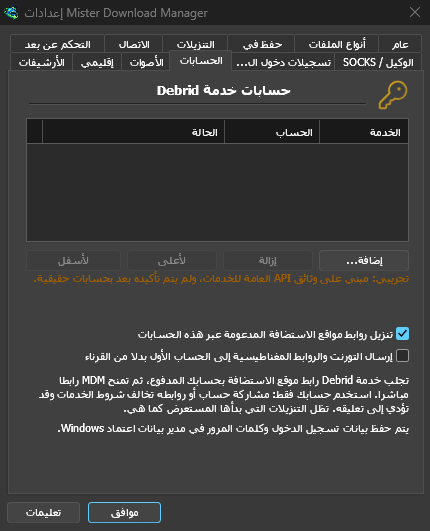 إعدادات Mister Download Manager
عام
أنواع الملفات
حفظ في
التنزيلات
الاتصال
التحكم عن بعد
الوكيل / SOCKS
تسجيلات دخول ال...
الحسابات
الأصوات
إقليمي
الأرشيفات
حسابات خدمة Debrid
الخدمة
الحساب
الحالة
إضافة...
إزالة
لأعلى
لأسفل
تجريبي: مبني على وثائق API العامة للخدمات، ولم يتم تأكيده بعد بحسابات حقيقية.
تنزيل روابط مواقع الاستضافة المدعومة عبر هذه الحسابات
إرسال التورنت والروابط المغناطيسية إلى الحساب الأول بدلا من القرناء
تجلب خدمة Debrid رابط موقع الاستضافة بحسابك المدفوع، ثم تمنح MDM رابطا
مباشرا. استخدم حسابك فقط: مشاركة حساب أو روابطه تخالف شروط الخدمات وقد
تؤدي إلى تعليقه. تظل التنزيلات التي بدأها المستعرض كما هي.
يتم حفظ بيانات تسجيل الدخول وكلمات المرور في مدير بيانات اعتماد Windows.
موافق
تعليمات